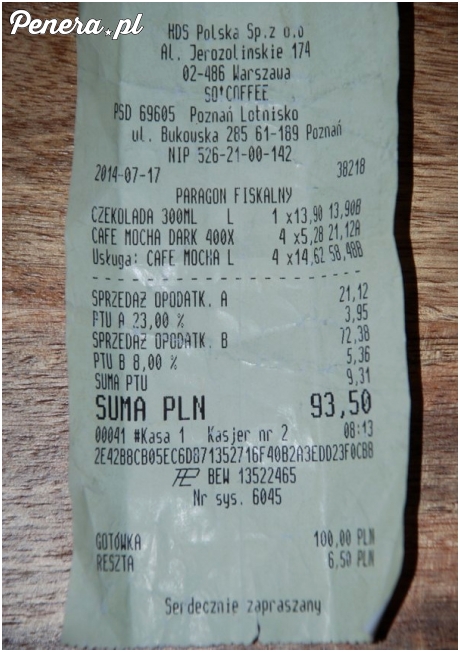 Penera.pl
HDS Polska Sp.z o.o
Al. Jerozolinskie 174
02-486 Warszawa
SO'COFFEE
PSD 69605 Poznań Lotnisko
ul. Bukowska 285 61-189 Poznań
NIP 526-21-00-142
2014-07-17 38218
PARAGON FISKALNY
CZEKOLADA 300ML L 1 x13,90 13,90B
CAFE MOCHA DARK 400X 4 x5,28 21,12A
Usługa: CAFE MOCHA L 4 x14,62 58,48B
SPRZEDAŻ OPODATK. A 21,12
PTU A 23,00 % 3,95
SPRZEDAŻ OPODATK. B 72,38
PTU B 8,00 % 5,36
SUMA PTU 9,31
SUMA PLN 93,50
00041 #Kasa 1 Kasjer nr 2 08:13
2E42B8CB05EC6D871352716F40B2A3EDD23F0CB8
BEW 13522465
Nr sys. 6045
GOTÓWKA 100,00 PLN
RESZTA 6,50 PLN
Serdecznie zapraszany